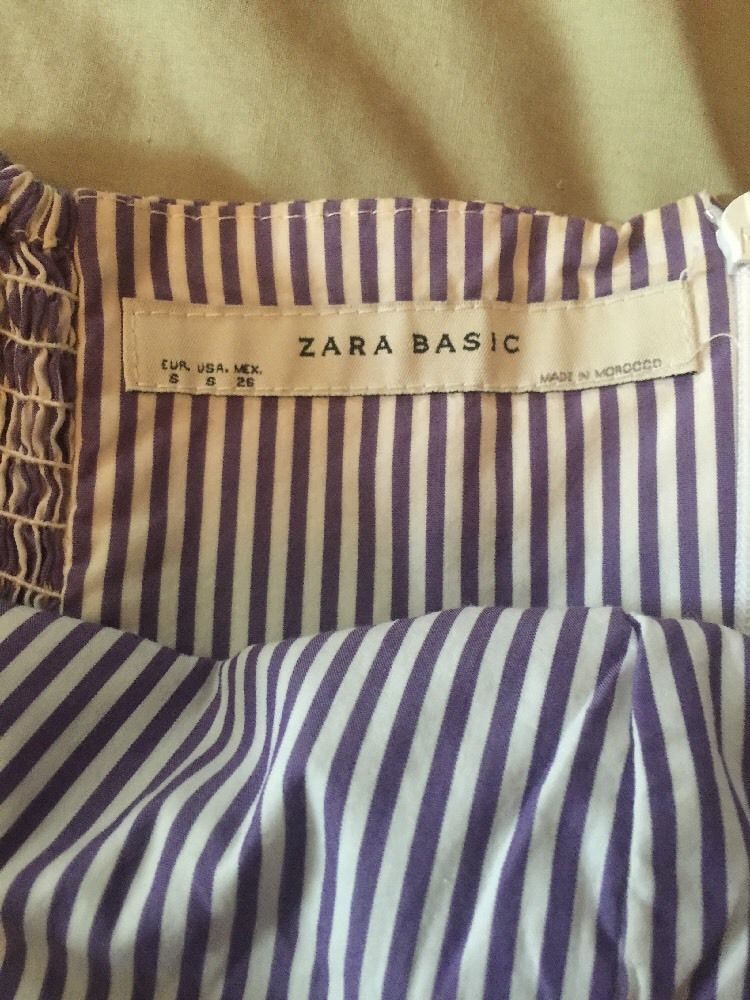 ZARA BASIC
EUR. USA. MEX.
S S 26
MADE IN MOROCCO